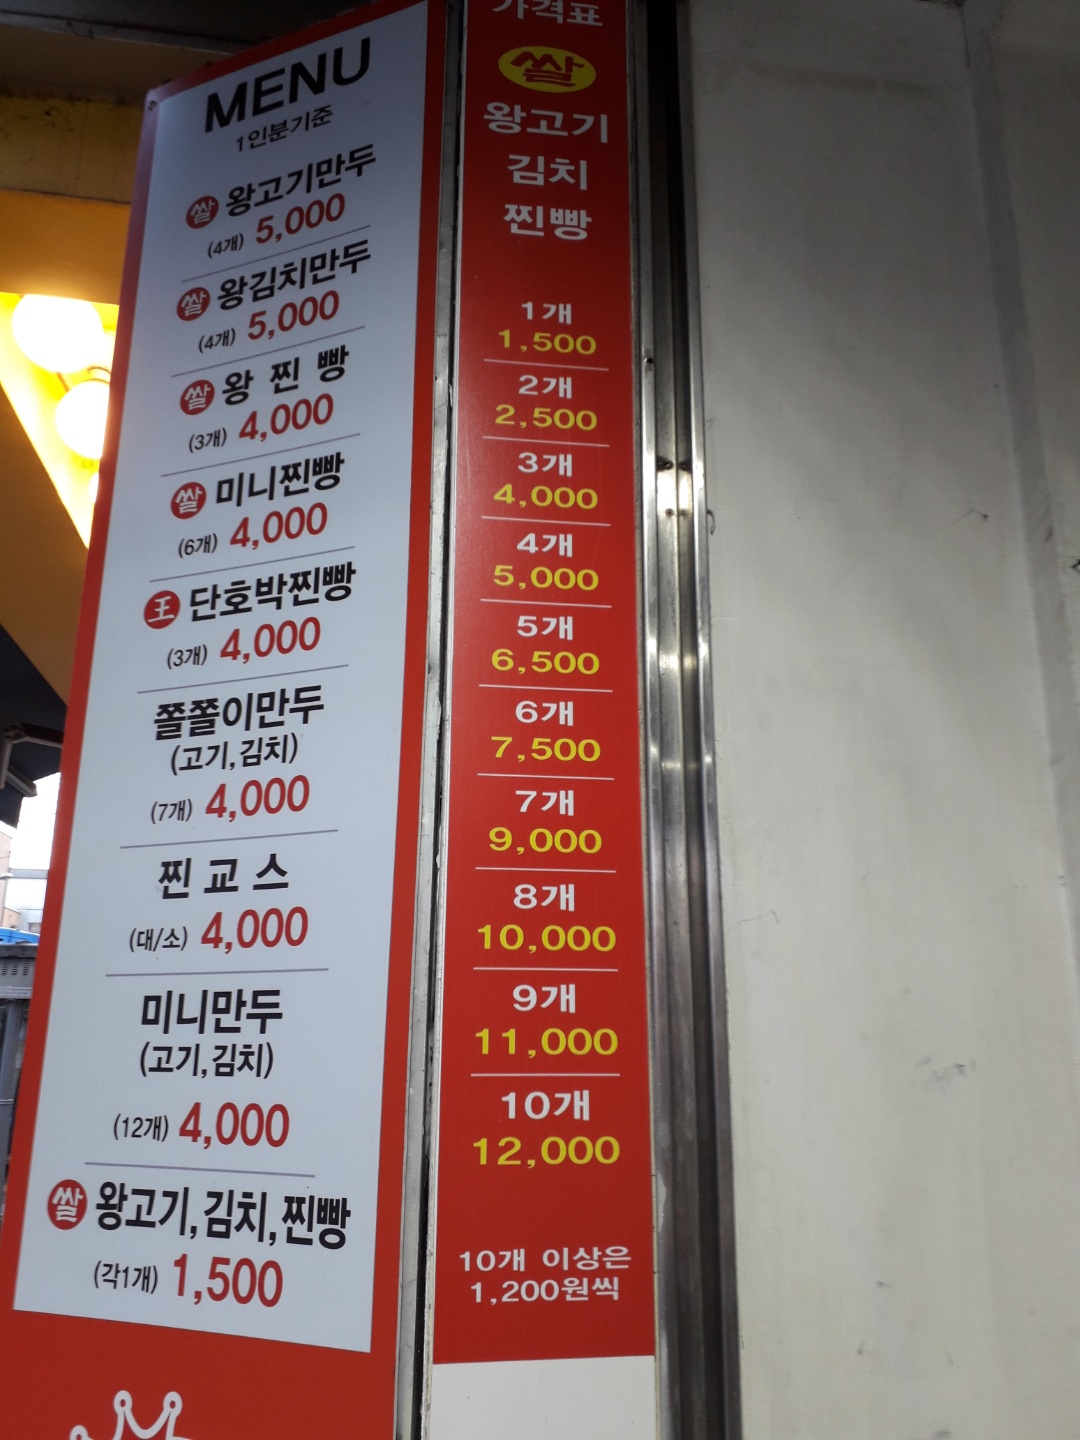 MENU
1인분기준
쌀 왕고기만두
(4개) 5,000
쌀 왕김치만두
(4개) 5,000
쌀 왕 찐 빵
(3개) 4,000
쌀 미니찐빵
(6개) 4,000
王 단호박찐빵
(3개) 4,000
쫄쫄이만두
(고기,김치)
(7개) 4,000
찐 교 스
(대/소) 4,000
미니만두
(고기,김치)
(12개) 4,000
쌀 왕고기,김치,찐빵
(각1개) 1,500
가격표
쌀
왕고기
김치
찐빵
1개
1,500
2개
2,500
3개
4,000
4개
5,000
5개
6,500
6개
7,500
7개
9,000
8개
10,000
9개
11,000
10개
12,000
10개 이상은
1,200원씩